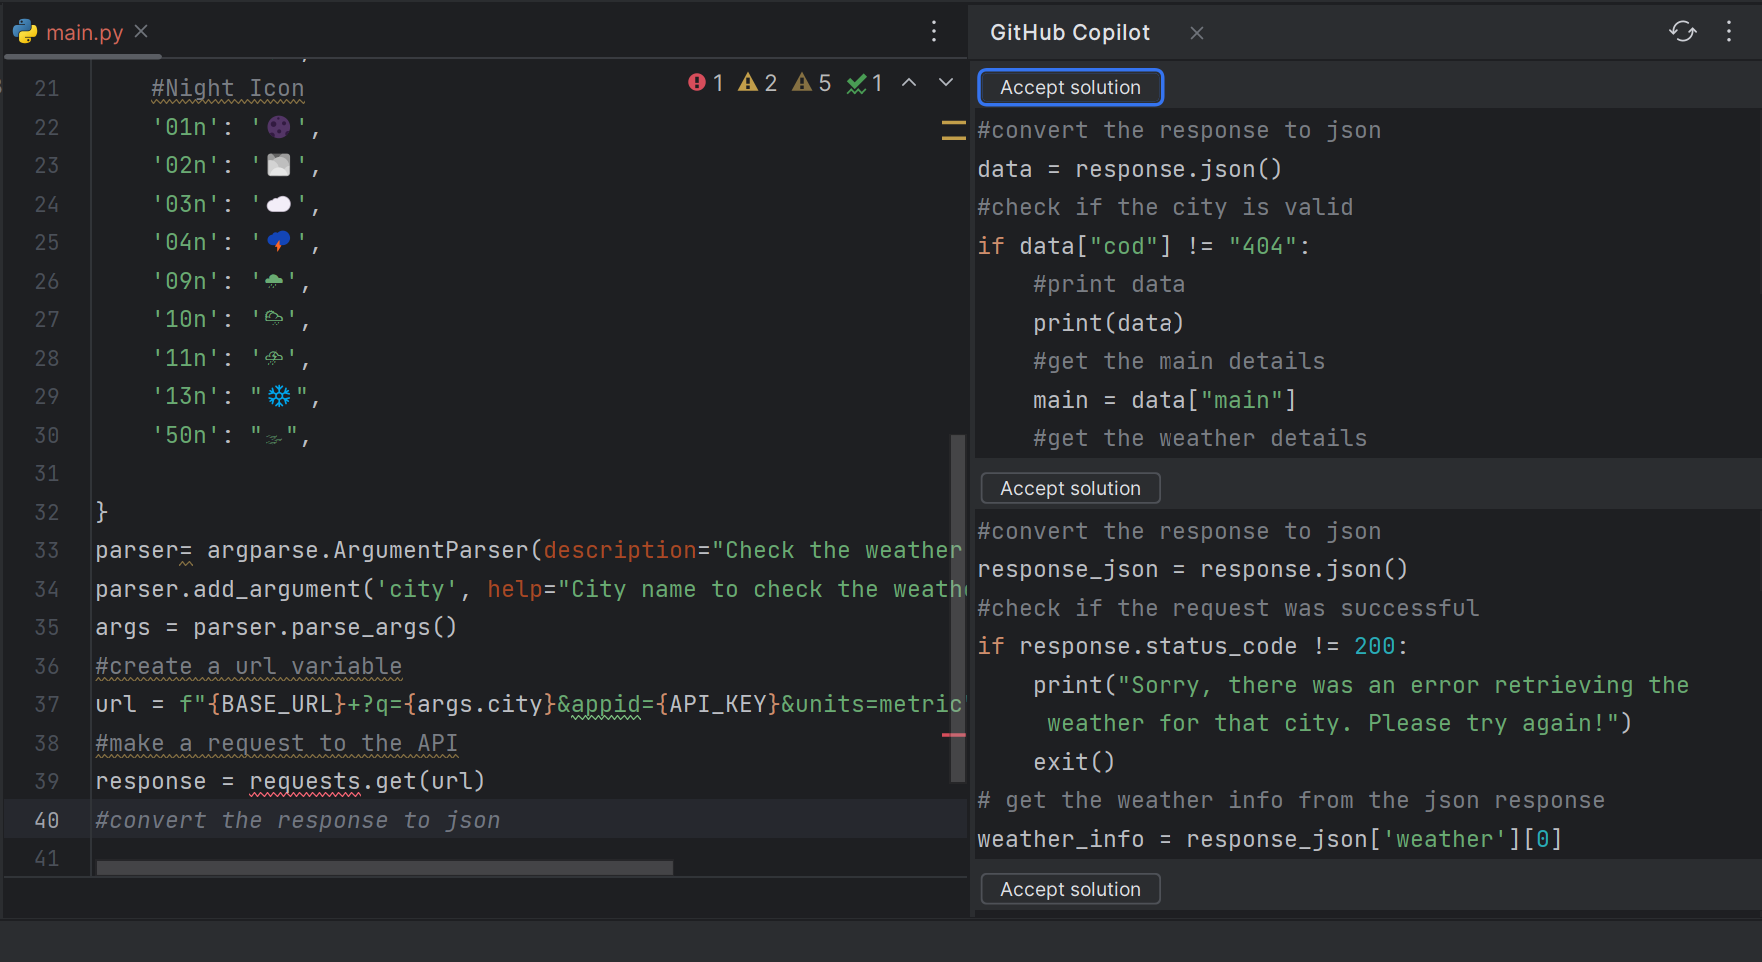 main.py
21 #Night Icon
1 2 5 1
22 '01n': '🌑',
23 '02n': '',
24 '03n': '☁️',
25 '04n': '🌩️',
26 '09n': '🌧',
27 '10n': '🌦',
28 '11n': '⛈',
29 '13n': "❄️",
30 '50n': "🌫",
31
32 }
33 parser= argparse.ArgumentParser(description="Check the weather
34 parser.add_argument('city', help="City name to check the weathe
35 args = parser.parse_args()
36 #create a url variable
37 url = f"{BASE_URL}+?q={args.city}&appid={API_KEY}&units=metric"
38 #make a request to the API
39 response = requests.get(url)
40 #convert the response to json
41
GitHub Copilot
Accept solution
#convert the response to json
data = response.json()
#check if the city is valid
if data["cod"] != "404":
#print data
print(data)
#get the main details
main = data["main"]
#get the weather details
Accept solution
#convert the response to json
response_json = response.json()
#check if the request was successful
if response.status_code != 200:
print("Sorry, there was an error retrieving the
weather for that city. Please try again!")
exit()
# get the weather info from the json response
weather_info = response_json['weather'][0]
Accept solution